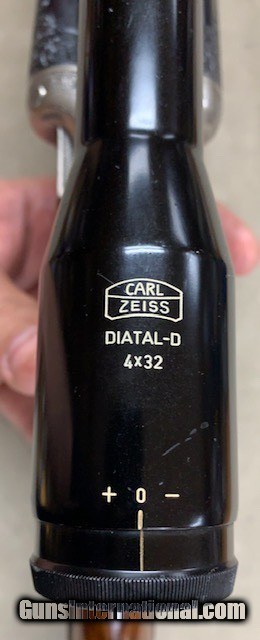 CARL
ZEISS
DIATAL-D
4x32
+ 0 -
GunsInternational.com